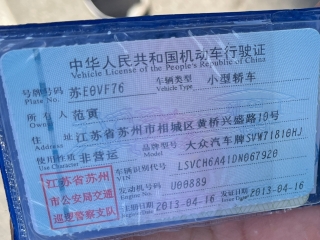 中华人民共和国机动车行驶证
Vehicle License of the People's Republic of China
号牌号码 苏E0VF76 车辆类型 小型轿车
Plate No. Vehicle Type
所有人 范寅
Owner
住址 江苏省苏州市相城区黄桥兴盛路10号
Address
使用性质 非营运 品牌型号 大众汽车牌SVW71810HJ
Use Character Model
江苏省苏州市公安交通巡逻警察支队
车辆识别代号 LSVCH6A41DN067920
VIN
发动机号码 U00889
Engine No.
注册日期 2013-04-16 发证日期 2013-04-16